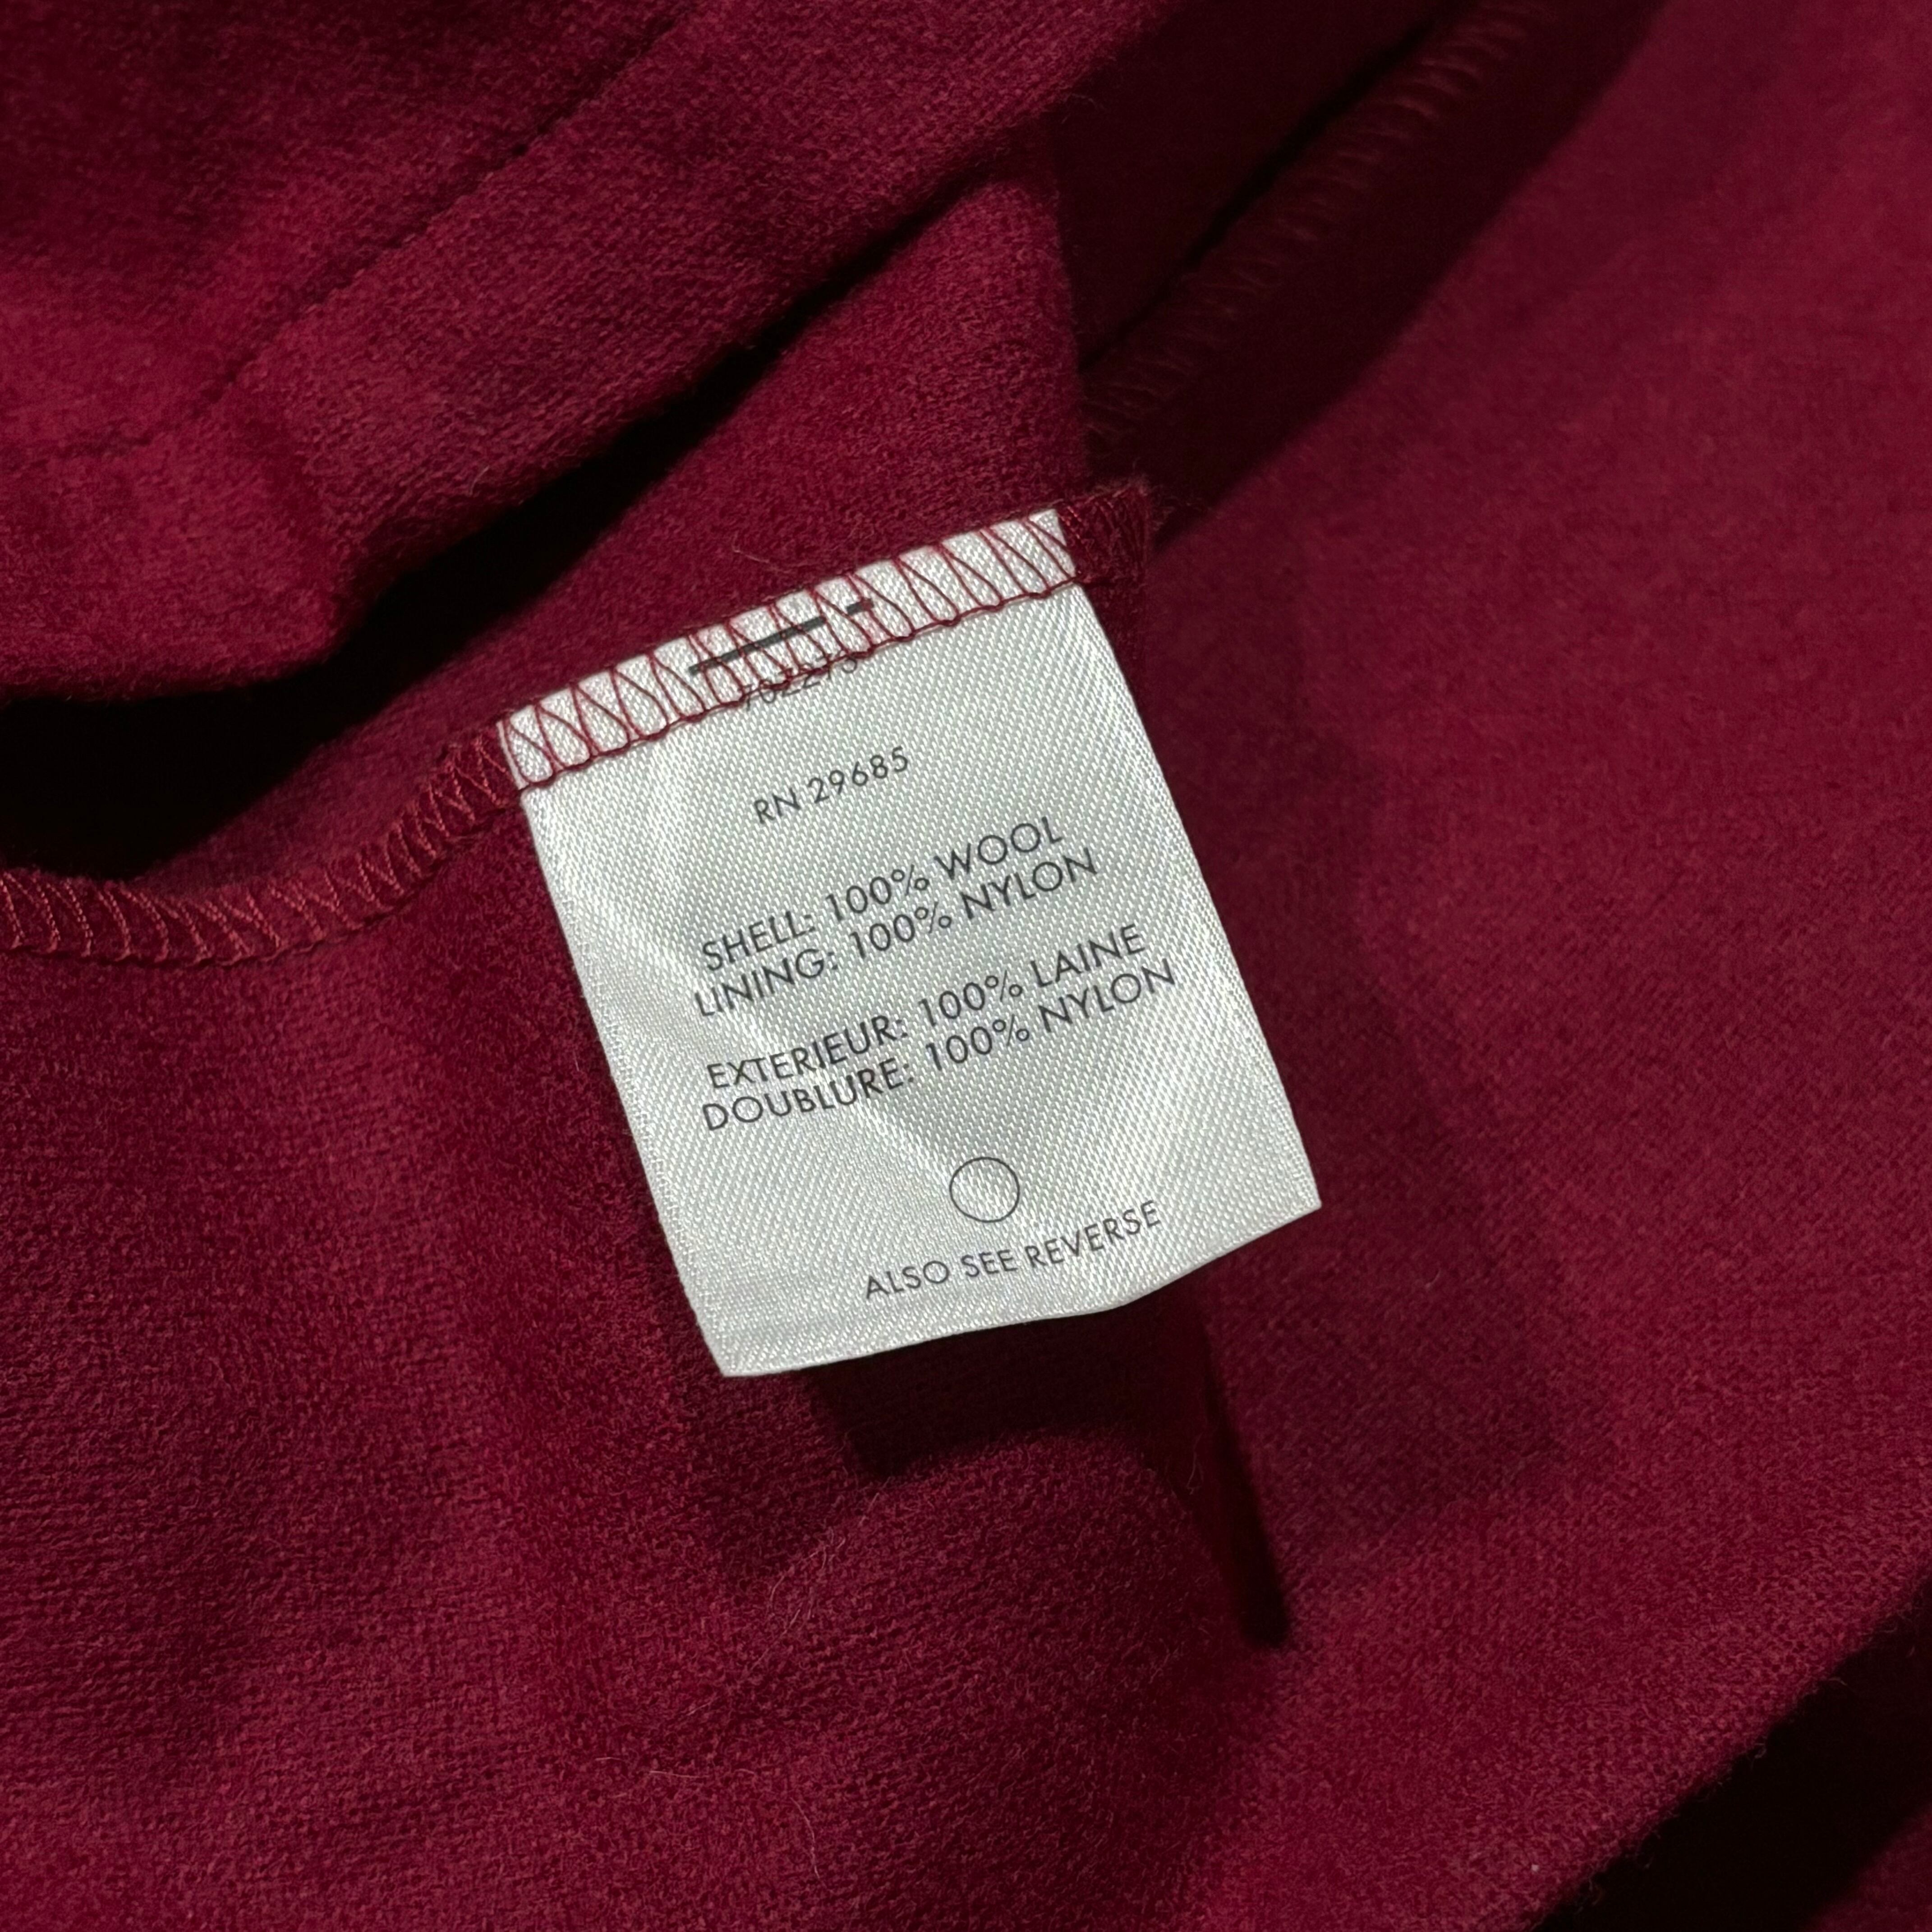 RN 29685
SHELL: 100% WOOL
LINING: 100% NYLON
EXTERIEUR: 100% LAINE
DOUBLURE: 100% NYLON
ALSO SEE REVERSE